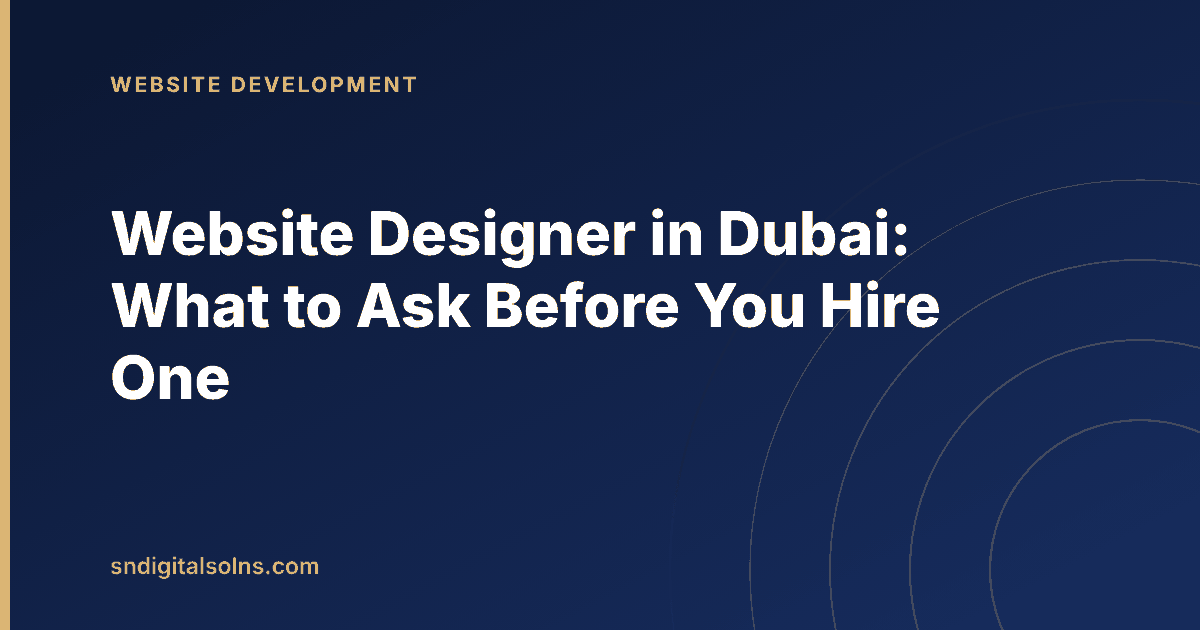 WEBSITE DEVELOPMENT
Website Designer in Dubai:
What to Ask Before You Hire
One
sndigitalsolns.com